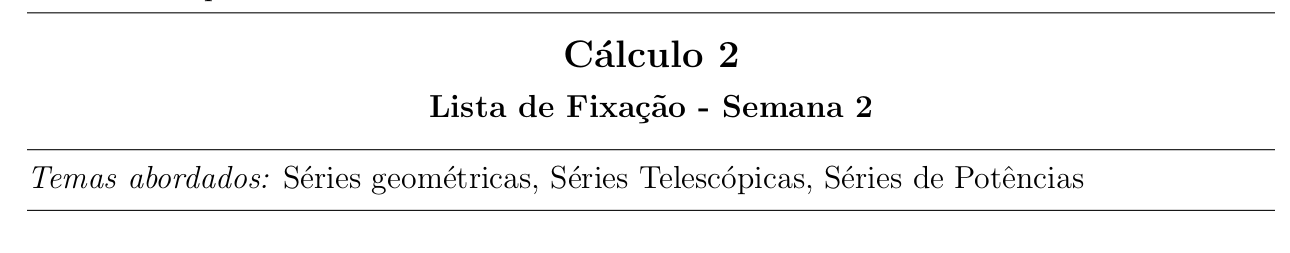 Cálculo 2
Lista de Fixação - Semana 2
Temas abordados: Séries geométricas, Séries Telescópicas, Séries de Potências